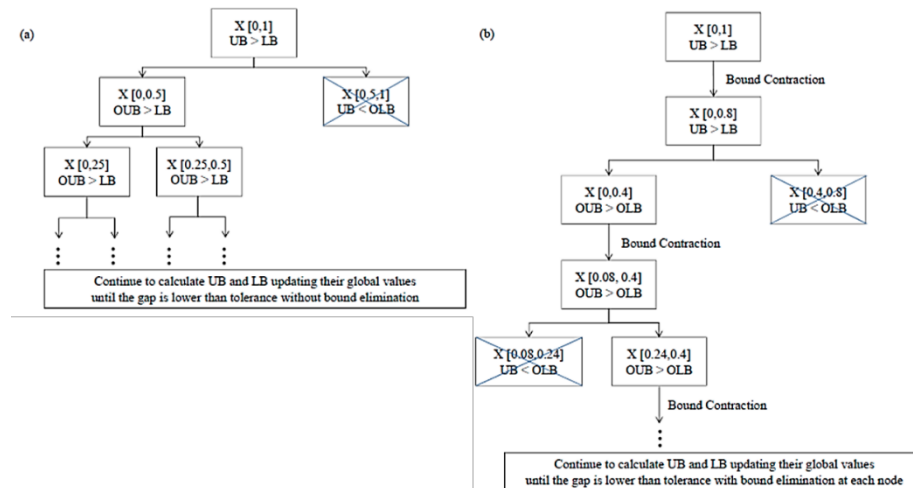 (a)
X [0,1]
UB > LB
X [0,0.5]
OUB > LB
X [0.5,1]
UB < OLB
X [0,25]
OUB > LB
X [0.25,0.5]
OUB > LB
Continue to calculate UB and LB updating their global values
until the gap is lower than tolerance without bound elimination
(b)
X [0,1]
UB > LB
Bound Contraction
X [0,0.8]
UB > LB
X [0,0.4]
OUB > OLB
X [0.4,0.8]
UB < OLB
Bound Contraction
X [0.08, 0.4]
OUB > OLB
X [0.08,0.24]
UB < OLB
X [0.24,0.4]
OUB > OLB
Bound Contraction
Continue to calculate UB and LB updating their global values
until the gap is lower than tolerance with bound elimination at each node